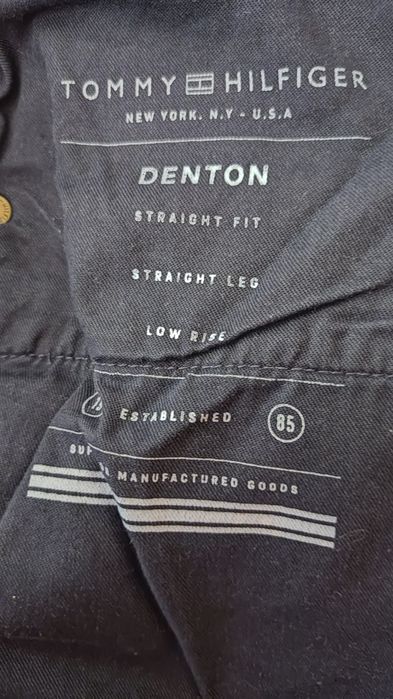 TOMMY HILFIGER
NEW YORK. N.Y - U.S.A
DENTON
STRAIGHT FIT
STRAIGHT LEG
LOW RISE
ESTABLISHED 85
MANUFACTURED GOODS